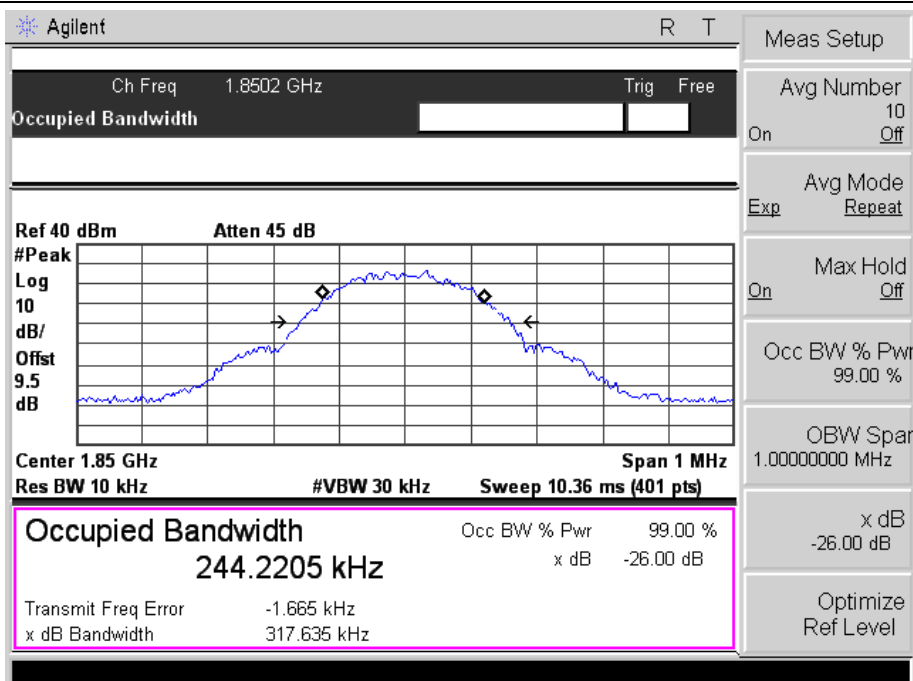 Agilent
R T
Ch Freq 1.8502 GHz Trig Free
Occupied Bandwidth
Ref 40 dBm Atten 45 dB
#Peak
Log
10
dB/
Offst
9.5
dB
Center 1.85 GHz Span 1 MHz
Res BW 10 kHz #VBW 30 kHz Sweep 10.36 ms (401 pts)
Occupied Bandwidth
244.2205 kHz
Occ BW % Pwr 99.00 %
x dB -26.00 dB
Transmit Freq Error -1.665 kHz
x dB Bandwidth 317.635 kHz
Meas Setup
Avg Number
10
On Off
Avg Mode
Exp Repeat
Max Hold
On Off
Occ BW % Pwr
99.00 %
OBW Span
1.00000000 MHz
x dB
-26.00 dB
Optimize
Ref Level